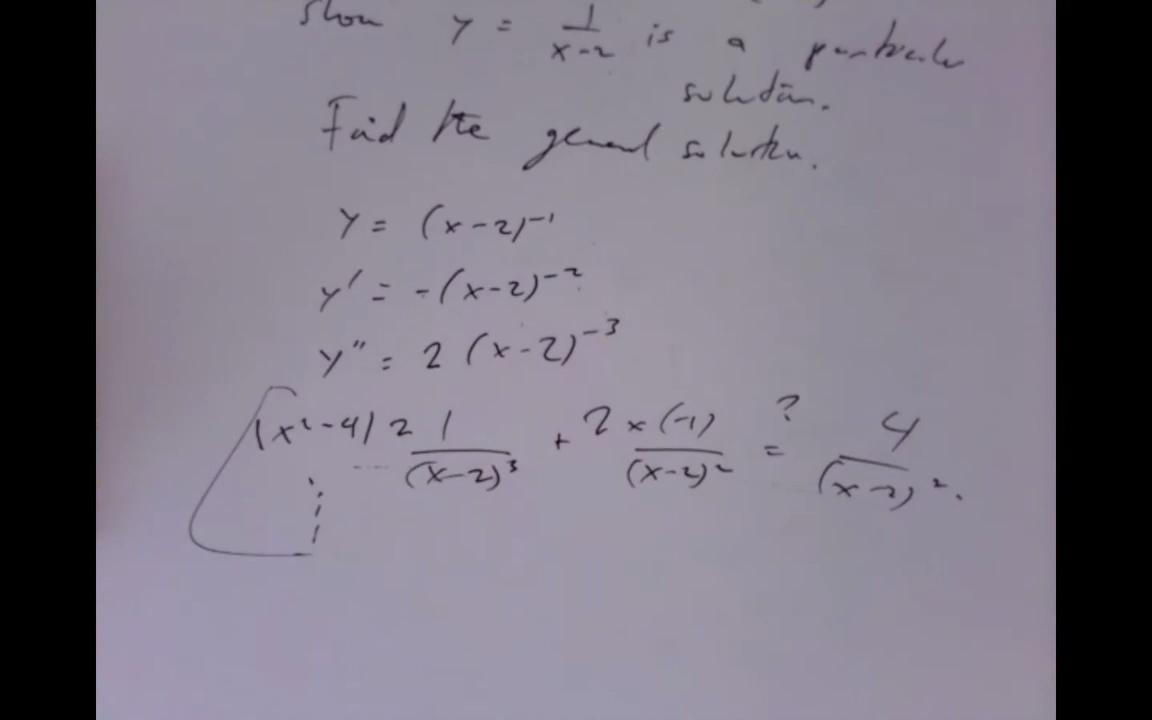 Show y = 1/(x-2) is a particular
solution.
Find the general solution.
y = (x-2)^-1
y' = -(x-2)^-2
y" = 2 (x-2)^-3
(x²-4) 2 1/(x-2)³ + 2 × (-1)/(x-2)² =? 4/(x-2)².